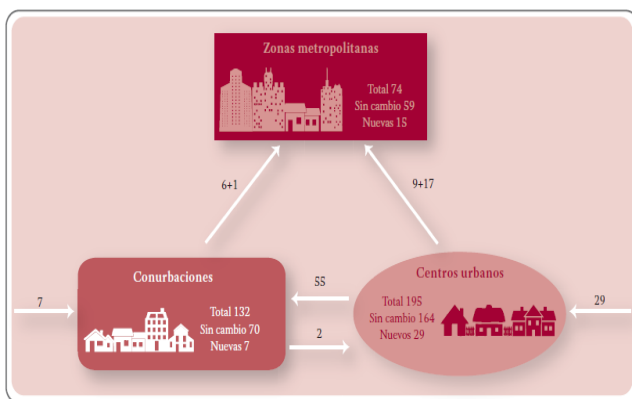 Zonas metropolitanas
Total 74
Sin cambio 59
Nuevas 15
6+1
9+17
Conurbaciones
Total 132
Sin cambio 70
Nuevas 7
7
55
2
Centros urbanos
Total 195
Sin cambio 164
Nuevos 29
29